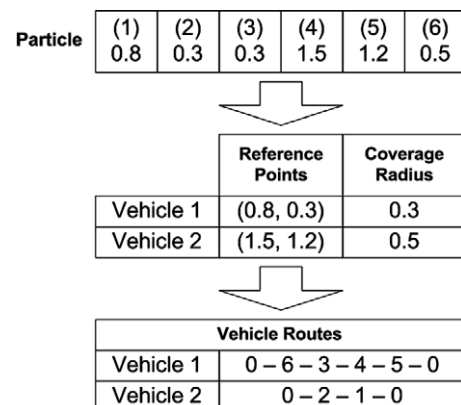 Particle
(1) (2) (3) (4) (5) (6)
0.8 0.3 0.3 1.5 1.2 0.5
Reference Points Coverage Radius
Vehicle 1 (0.8, 0.3) 0.3
Vehicle 2 (1.5, 1.2) 0.5
Vehicle Routes
Vehicle 1 0 – 6 – 3 – 4 – 5 – 0
Vehicle 2 0 – 2 – 1 – 0